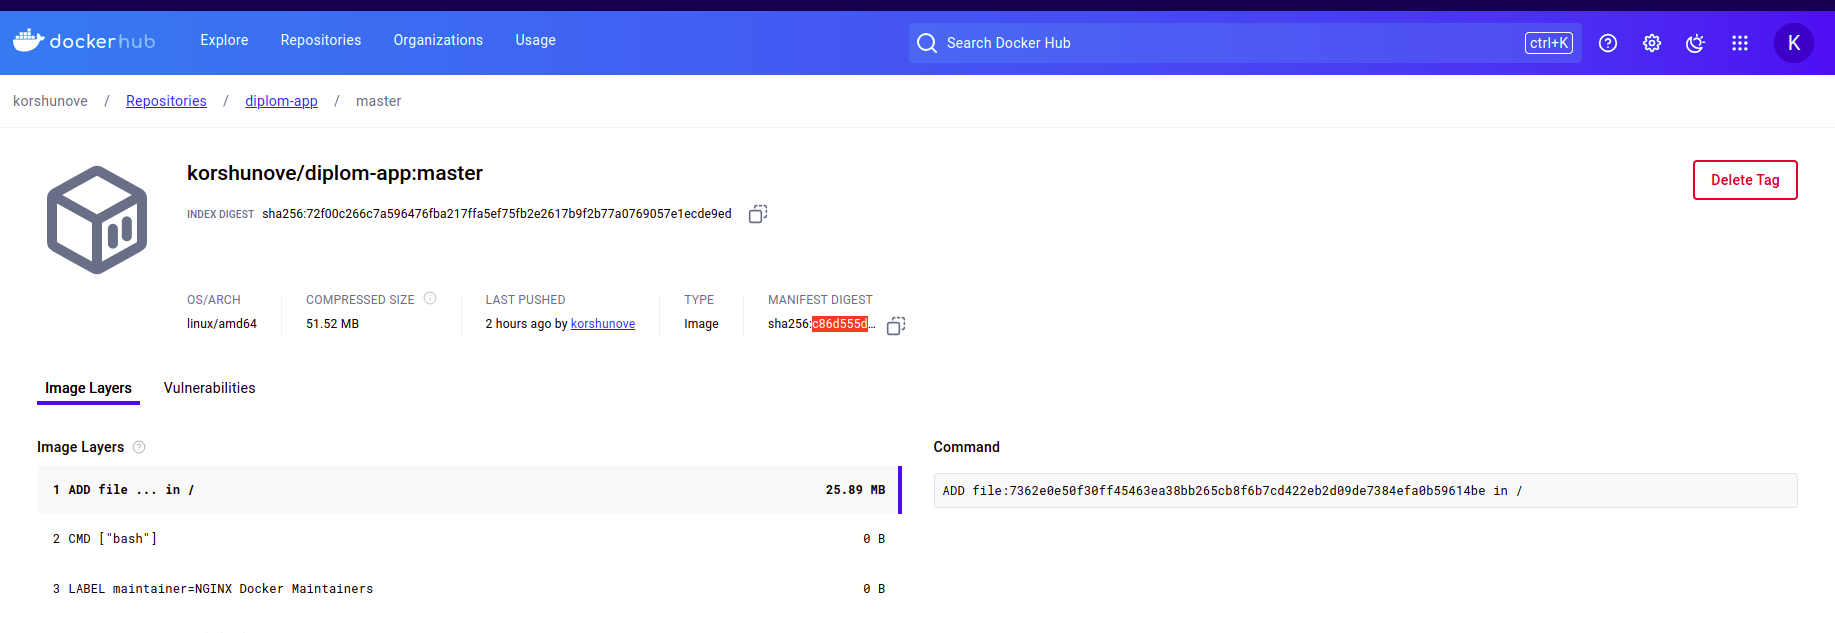 dockerhub Explore Repositories Organizations Usage Search Docker Hub ctrl+K K
korshunove / Repositories / diplom-app / master
korshunove/diplom-app:master
Delete Tag
INDEX DIGEST sha256:72f00c266c7a596476fba217ffa5ef75fb2e2617b9f2b77a0769057e1ecde9ed
OS/ARCH COMPRESSED SIZE LAST PUSHED TYPE MANIFEST DIGEST
linux/amd64 51.52 MB 2 hours ago by korshunove Image sha256:c86d555d...
Image Layers Vulnerabilities
Image Layers Command
1 ADD file ... in / 25.89 MB ADD file:7362e0e50f30ff45463ea38bb265cb8f6b7cd422eb2d09de7384efa0b59614be in /
2 CMD ["bash"] 0 B
3 LABEL maintainer=NGINX Docker Maintainers 0 B